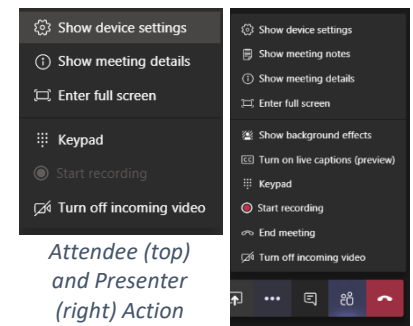 Show device settings
Show meeting details
Enter full screen
Keypad
Start recording
Turn off incoming video
Attendee (top)
and Presenter
(right) Action
Show device settings
Show meeting notes
Show meeting details
Enter full screen
Show background effects
CC Turn on live captions (preview)
Keypad
Start recording
End meeting
Turn off incoming video